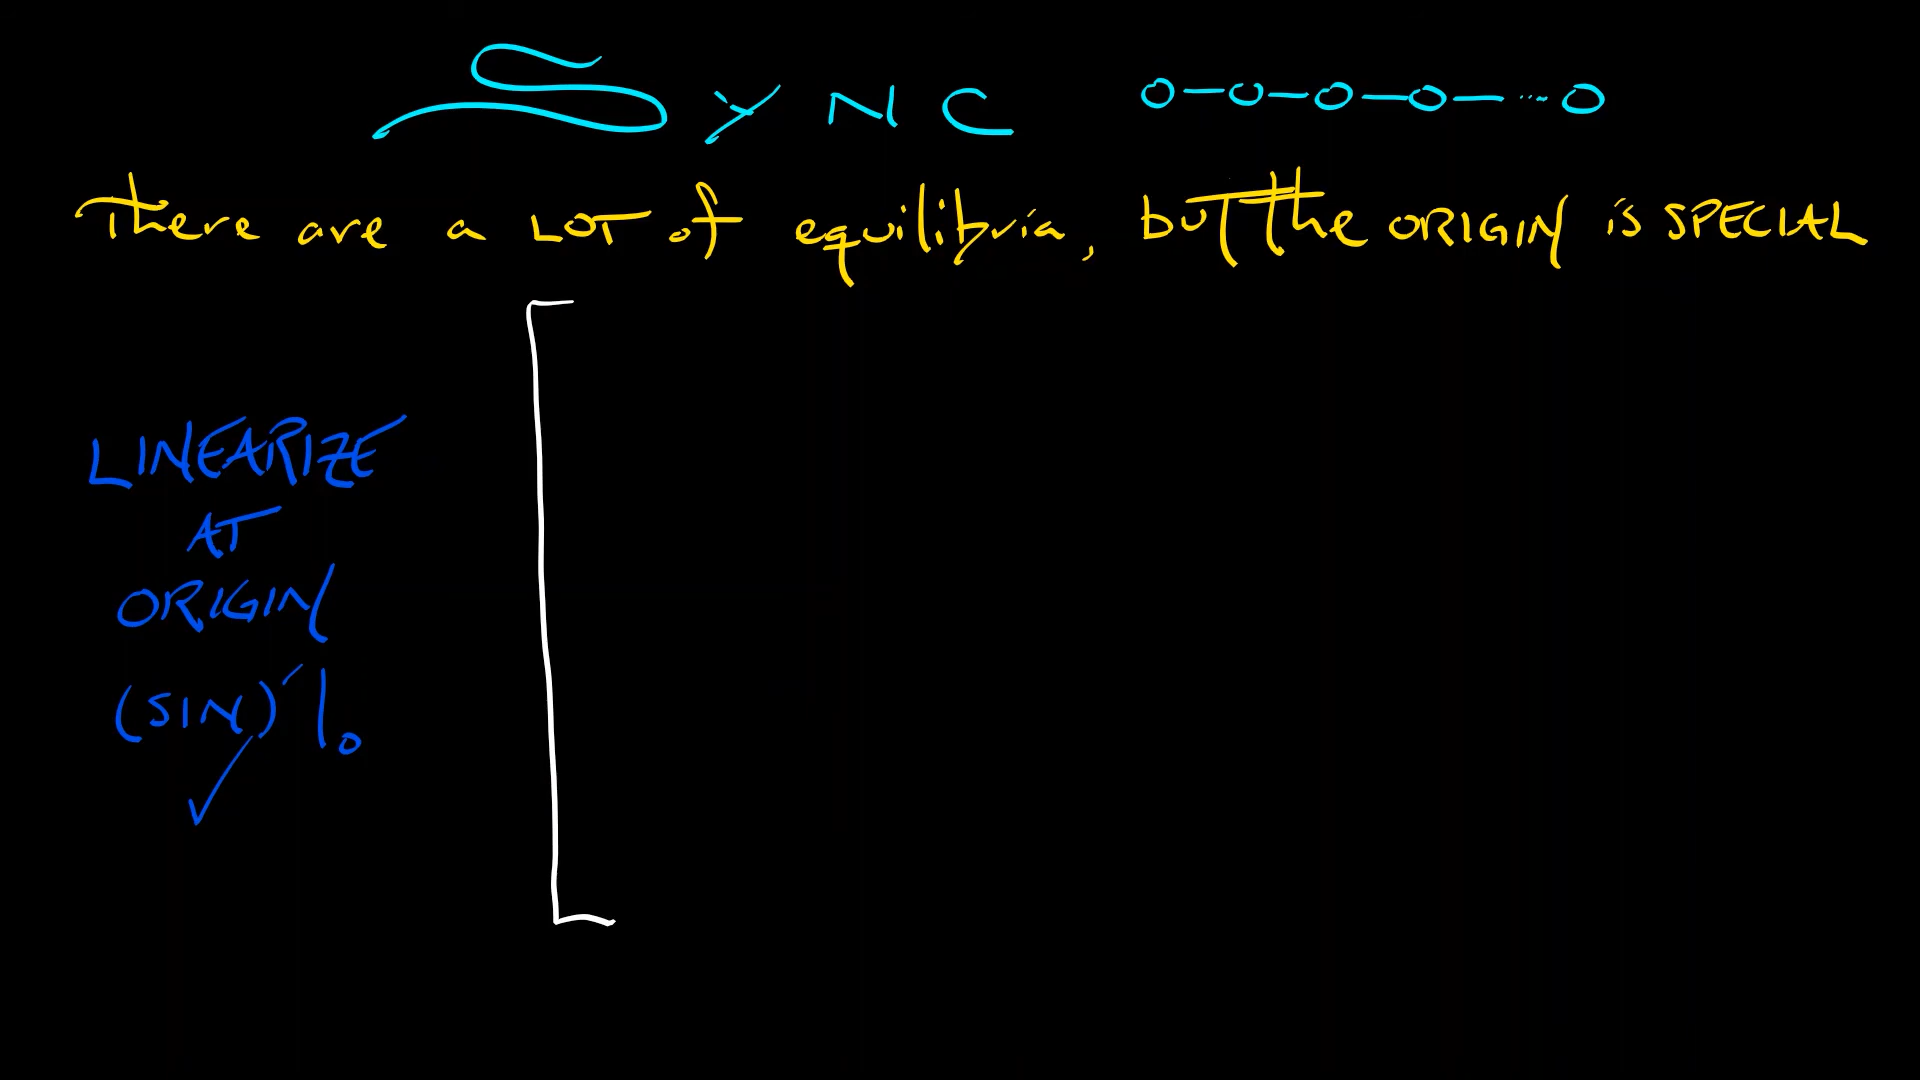 SYNC
There are a LOT of equilibria, but the ORIGIN is SPECIAL
LINEARIZE
AT
ORIGIN
(SIN)'|₀
✓